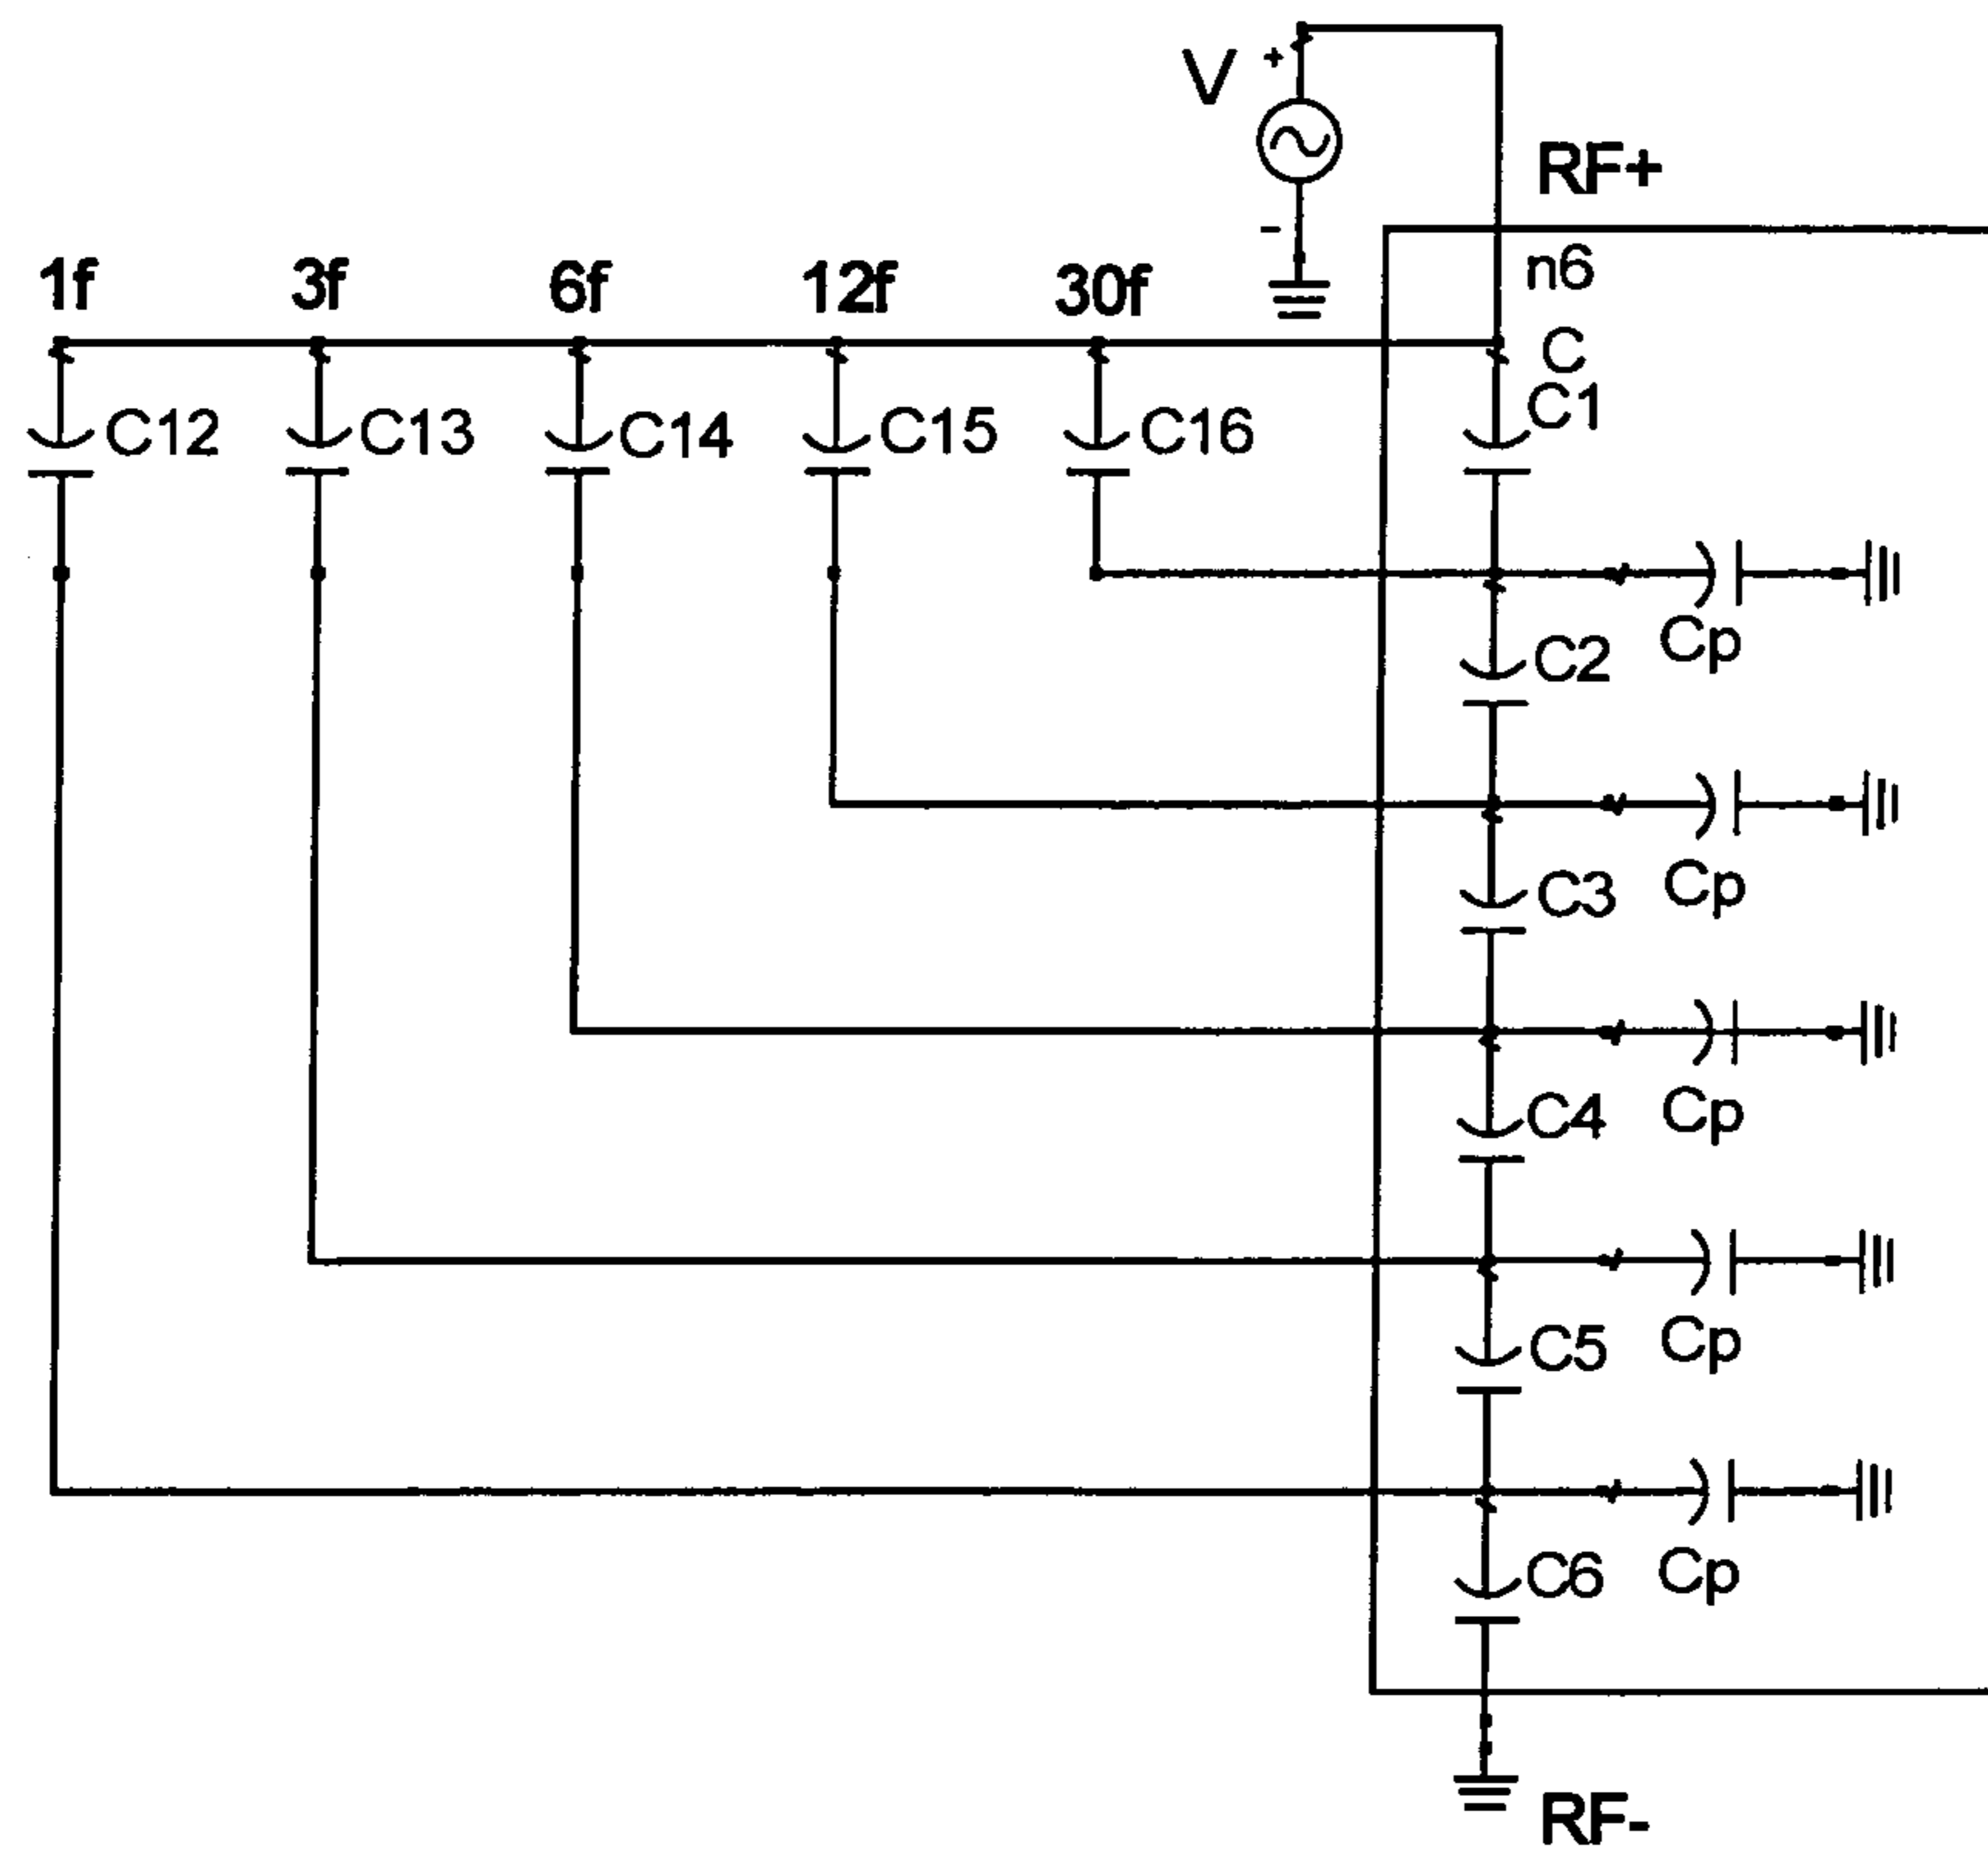 V + -
RF+
n6
1f 3f 6f 12f 30f
C
C12 C13 C14 C15 C16 C1
C2 Cp
C3 Cp
C4 Cp
C5 Cp
C6 Cp
RF-